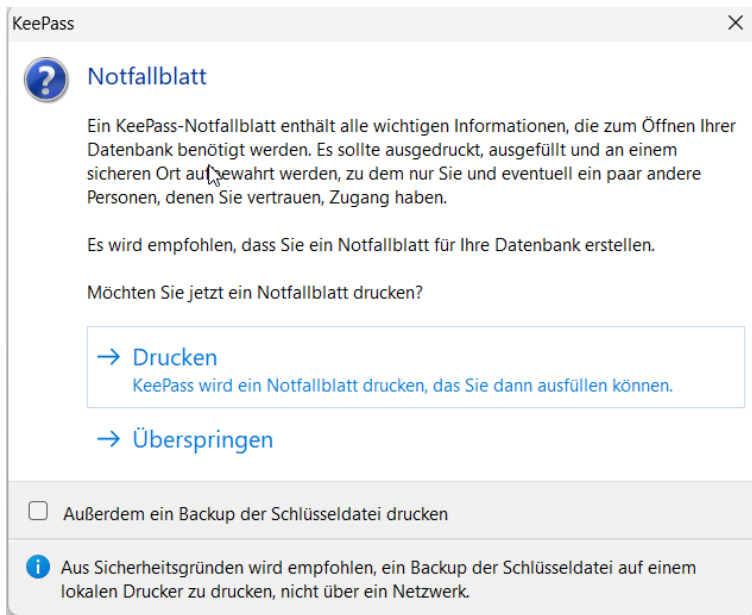 KeePass
Notfallblatt
Ein KeePass-Notfallblatt enthält alle wichtigen Informationen, die zum Öffnen Ihrer
Datenbank benötigt werden. Es sollte ausgedruckt, ausgefüllt und an einem
sicheren Ort aufbewahrt werden, zu dem nur Sie und eventuell ein paar andere
Personen, denen Sie vertrauen, Zugang haben.
Es wird empfohlen, dass Sie ein Notfallblatt für Ihre Datenbank erstellen.
Möchten Sie jetzt ein Notfallblatt drucken?
Drucken
KeePass wird ein Notfallblatt drucken, das Sie dann ausfüllen können.
Überspringen
Außerdem ein Backup der Schlüsseldatei drucken
Aus Sicherheitsgründen wird empfohlen, ein Backup der Schlüsseldatei auf einem
lokalen Drucker zu drucken, nicht über ein Netzwerk.